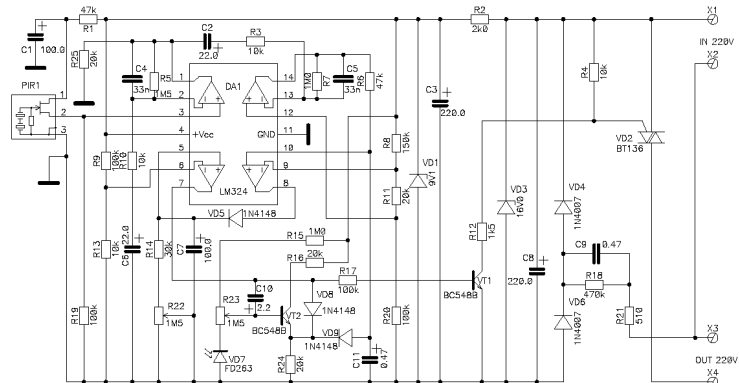 R1
47k
C1
100.0
R25
20k
PIR1
1
2
3
C4
33n
R5
1M5
C2
22.0
R3
10k
DA1
LM324
+Vcc
GND
1
2
3
4
5
6
7
14
13
12
11
10
9
8
R7
1M0
C5
33n
R6
47k
R8
150k
R11
20k
R9
100k
R10
10k
R13
10k
C6
22.0
R14
30k
C7
100.0
VD5
1N4148
R15
1M0
R16
20k
R17
100k
R19
100k
R22
1M5
R23
1M5
C10
2.2
VT2
BC548B
VD8
1N4148
VD9
1N4148
R24
20k
C11
0.47
R20
100k
VD7
FD263
R2
2k0
C3
220.0
VD1
9V1
R12
1k5
VT1
BC548B
VD3
16V0
C8
220.0
R4
10k
VD2
BT136
VD4
1N4007
C9
0.47
R18
470k
VD6
1N4007
R21
510
X1
IN 220V
X2
X3
OUT 220V
X4